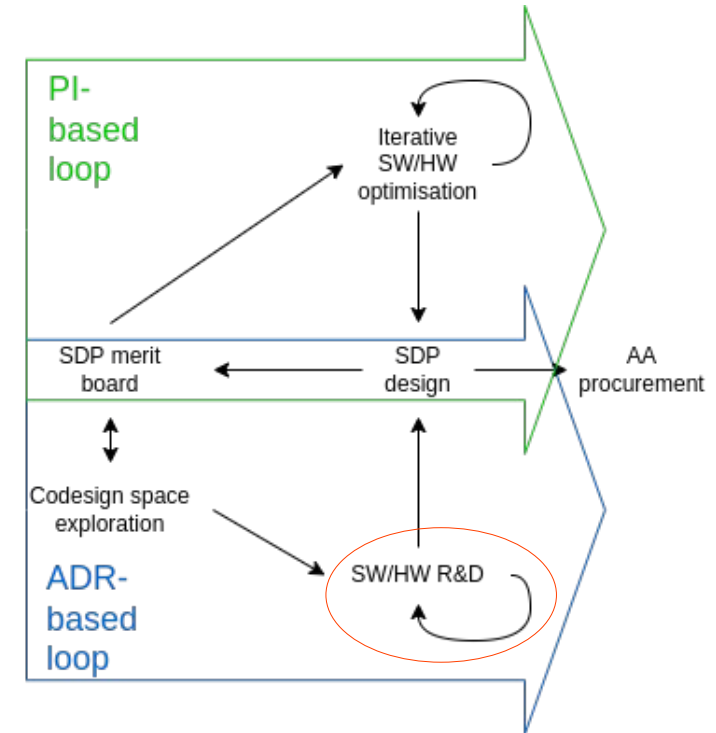 PI-
based
loop
Iterative
SW/HW
optimisation
SDP merit
board
SDP
design
AA
procurement
Codesign space
exploration
SW/HW R&D
ADR-
based
loop